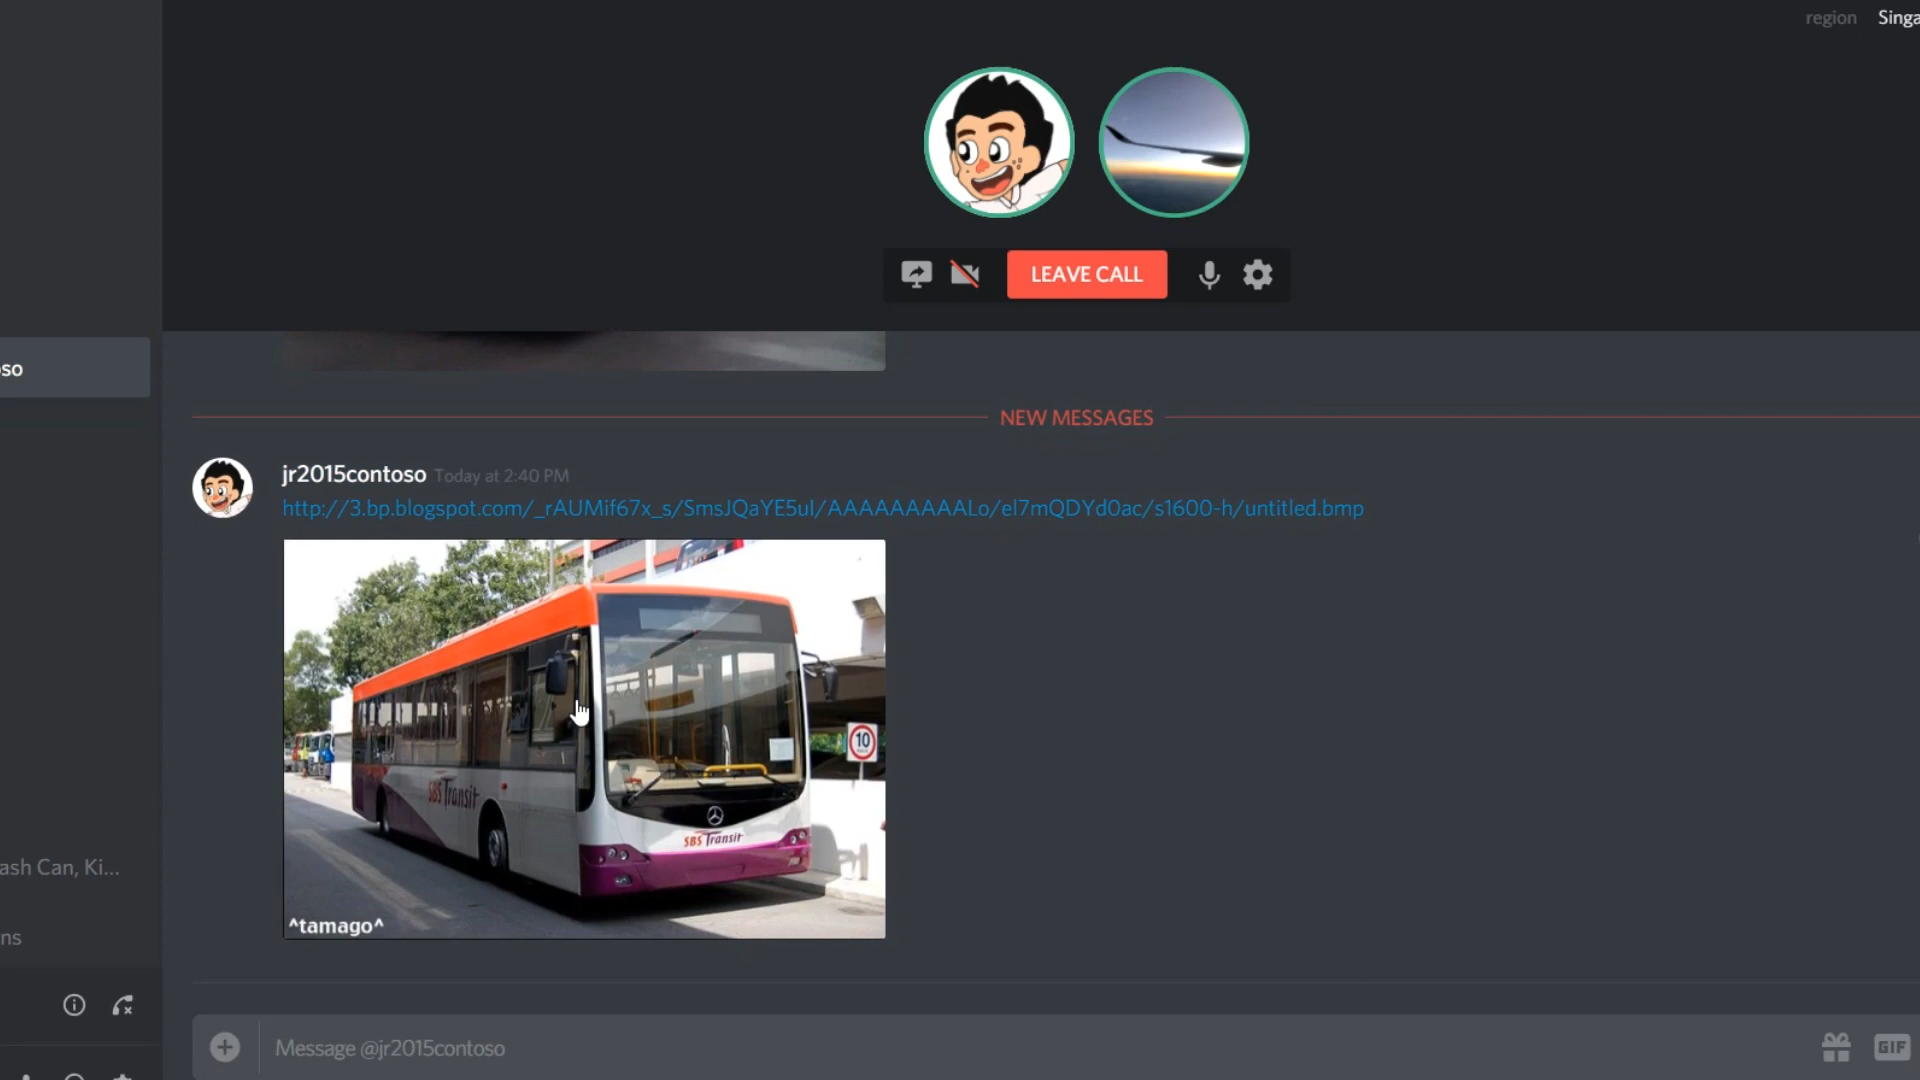 region Singa
LEAVE CALL
so
NEW MESSAGES
jr2015contoso Today at 2:40 PM
http://3.bp.blogspot.com/_rAUMif67x_s/SmsJQaYE5uI/AAAAAAAAALo/el7mQDYd0ac/s1600-h/untitled.bmp
10
SBS Transit
SBS Transit
^tamago^
ash Can, Ki...
ns
Message @jr2015contoso
GIF